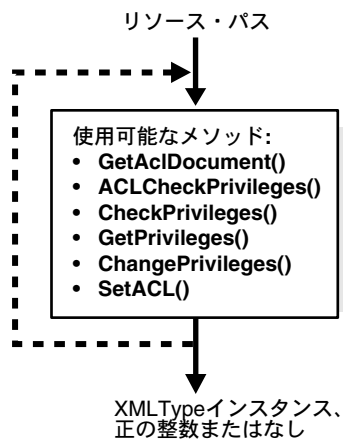 リソース・パス
使用可能なメソッド:
• GetAclDocument()
• ACLCheckPrivileges()
• CheckPrivileges()
• GetPrivileges()
• ChangePrivileges()
• SetACL()
XMLTypeインスタンス、
正の整数またはなし